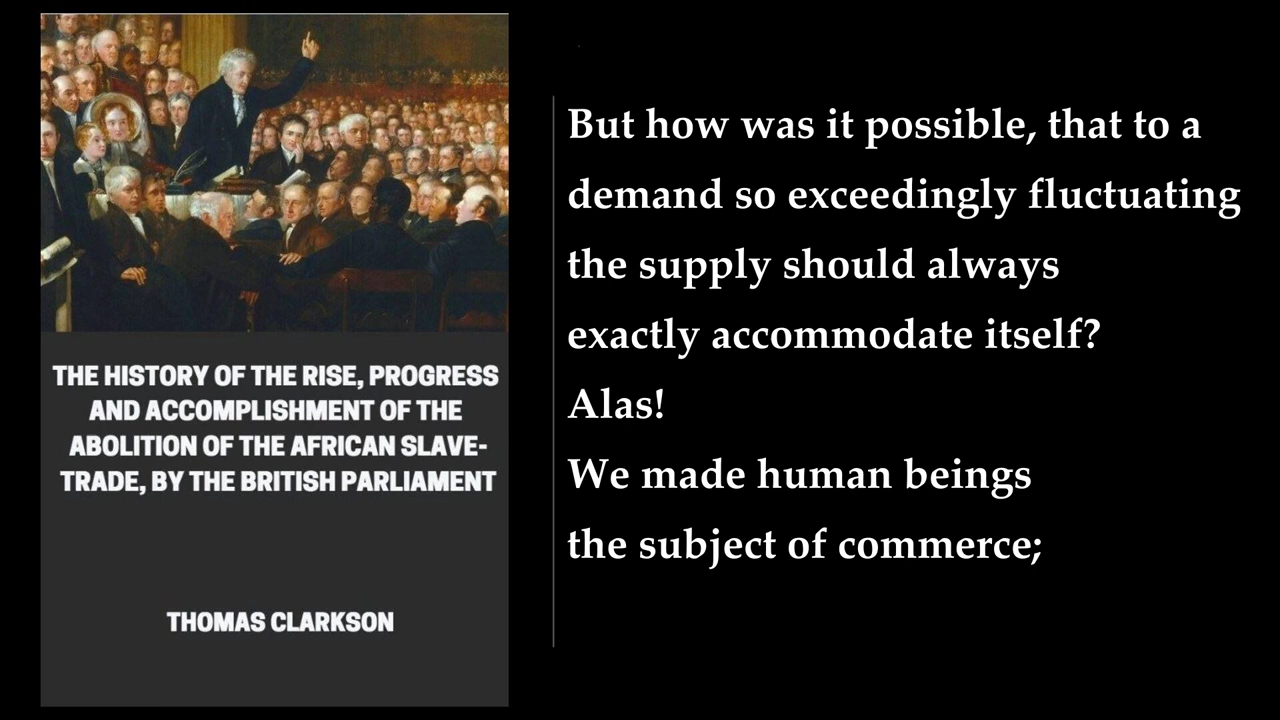 THE HISTORY OF THE RISE, PROGRESS
AND ACCOMPLISHMENT OF THE
ABOLITION OF THE AFRICAN SLAVE-
TRADE, BY THE BRITISH PARLIAMENT
THOMAS CLARKSON
But how was it possible, that to a
demand so exceedingly fluctuating
the supply should always
exactly accommodate itself?
Alas!
We made human beings
the subject of commerce;